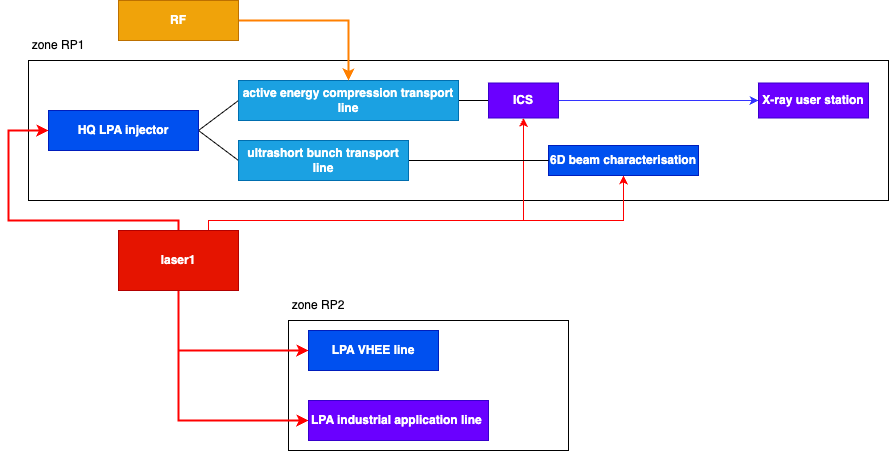 RF
zone RP1
active energy compression transport
line
ICS
X-ray user station
HQ LPA injector
ultrashort bunch transport
line
6D beam characterisation
laser1
zone RP2
LPA VHEE line
LPA industrial application line